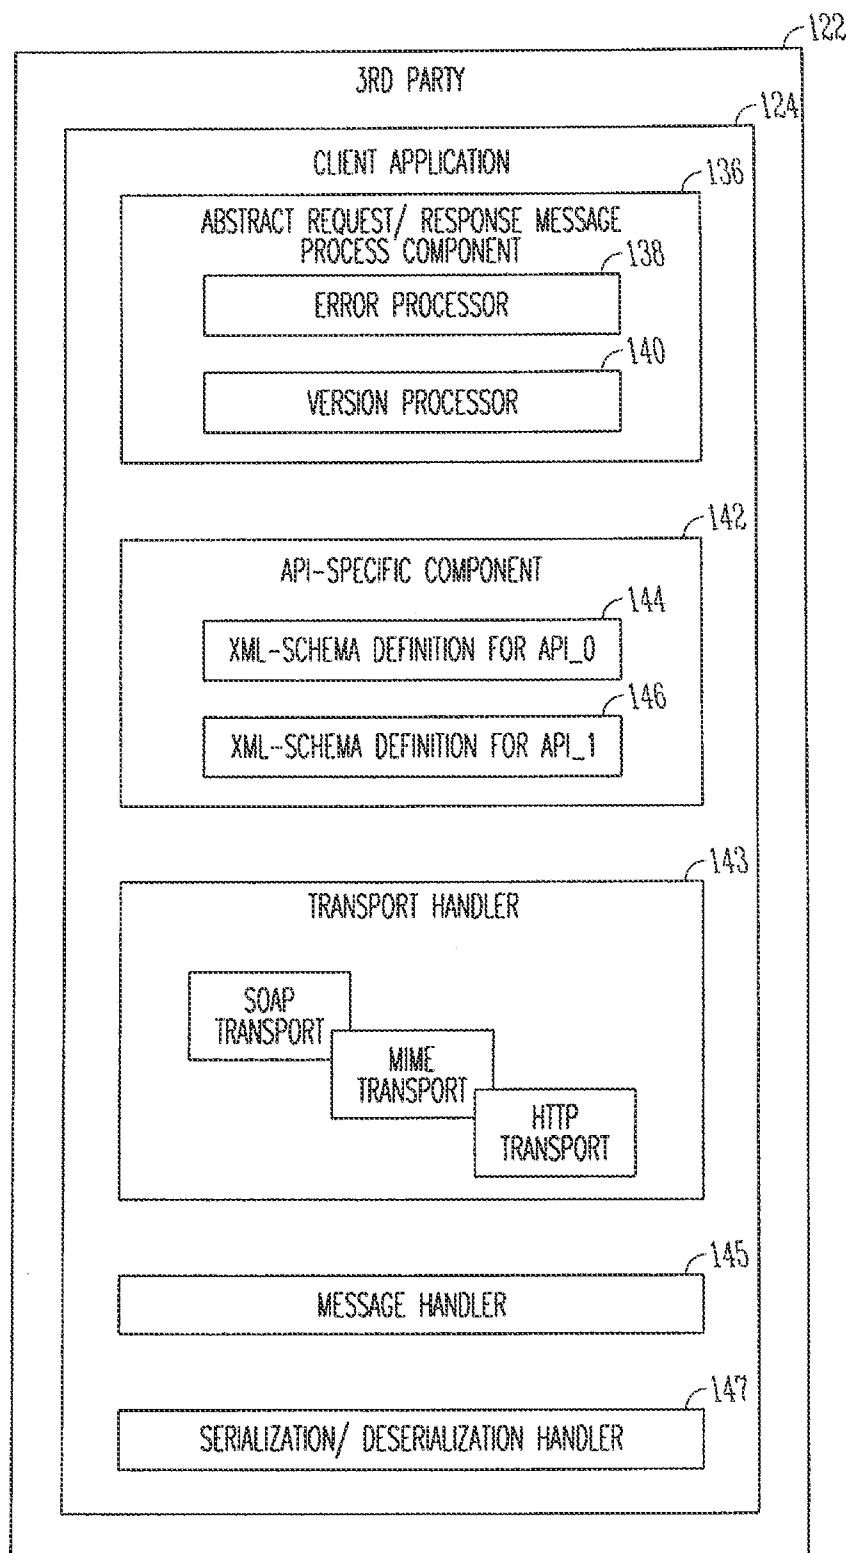 122
3RD PARTY
124
CLIENT APPLICATION
136
ABSTRACT REQUEST/ RESPONSE MESSAGE
PROCESS COMPONENT
138
ERROR PROCESSOR
140
VERSION PROCESSOR
142
API-SPECIFIC COMPONENT
144
XML-SCHEMA DEFINITION FOR API_0
146
XML-SCHEMA DEFINITION FOR API_1
143
TRANSPORT HANDLER
SOAP
TRANSPORT
MIME
TRANSPORT
HTTP
TRANSPORT
145
MESSAGE HANDLER
147
SERIALIZATION/ DESERIALIZATION HANDLER